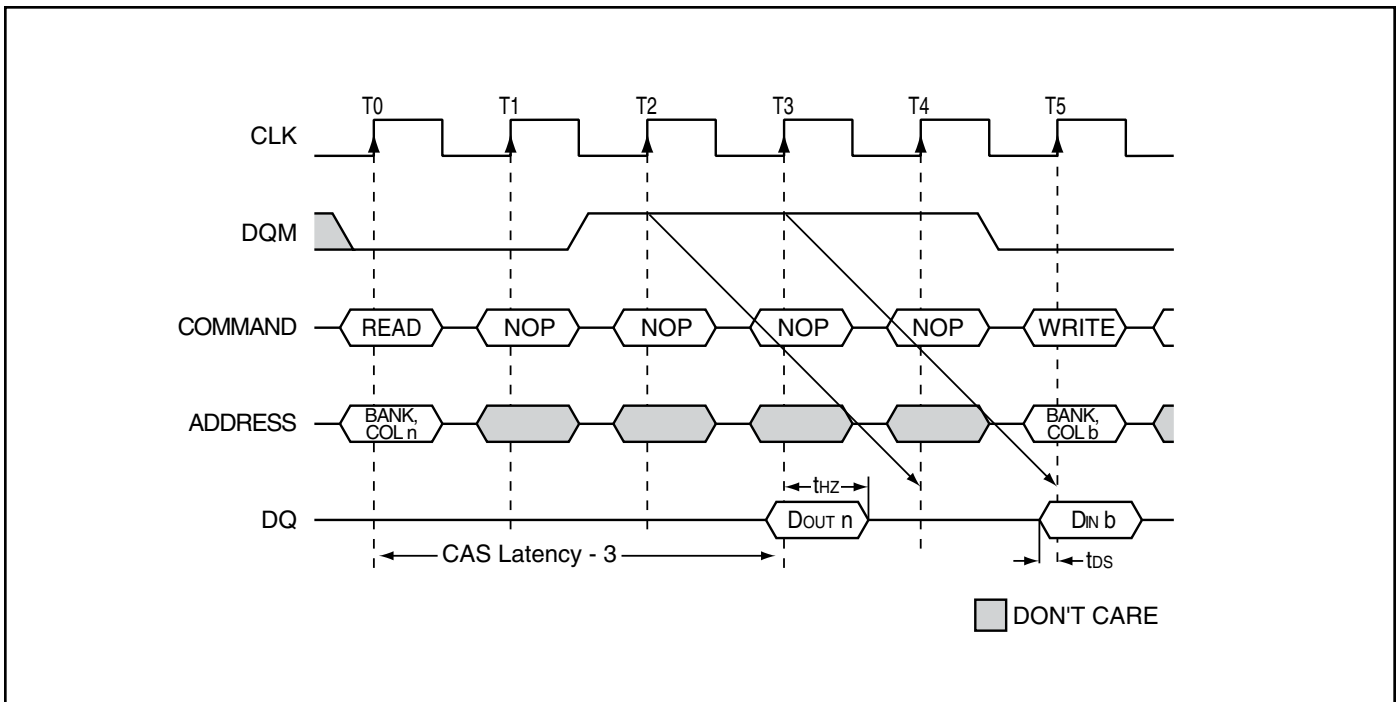 T0 T1 T2 T3 T4 T5
CLK
DQM
COMMAND READ NOP NOP NOP NOP WRITE
ADDRESS BANK, COL n BANK, COL b
tHZ
DQ DOUT n DIN b
CAS Latency - 3 tDS
DON'T CARE